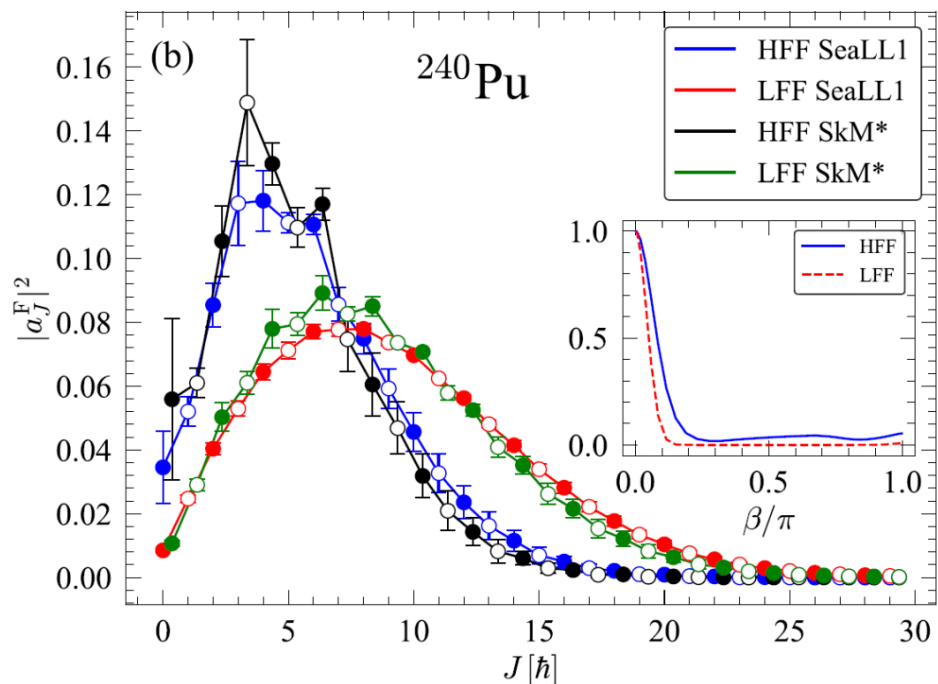 (b)
²⁴⁰Pu
HFF SeaLL1
LFF SeaLL1
HFF SkM*
LFF SkM*
|a_J^F|²
0.16
0.14
0.12
0.10
0.08
0.06
0.04
0.02
0.00
0 5 10 15 20 25 30
J [ħ]
HFF
LFF
1.0
0.5
0.0
0.0 0.5 1.0
β/π